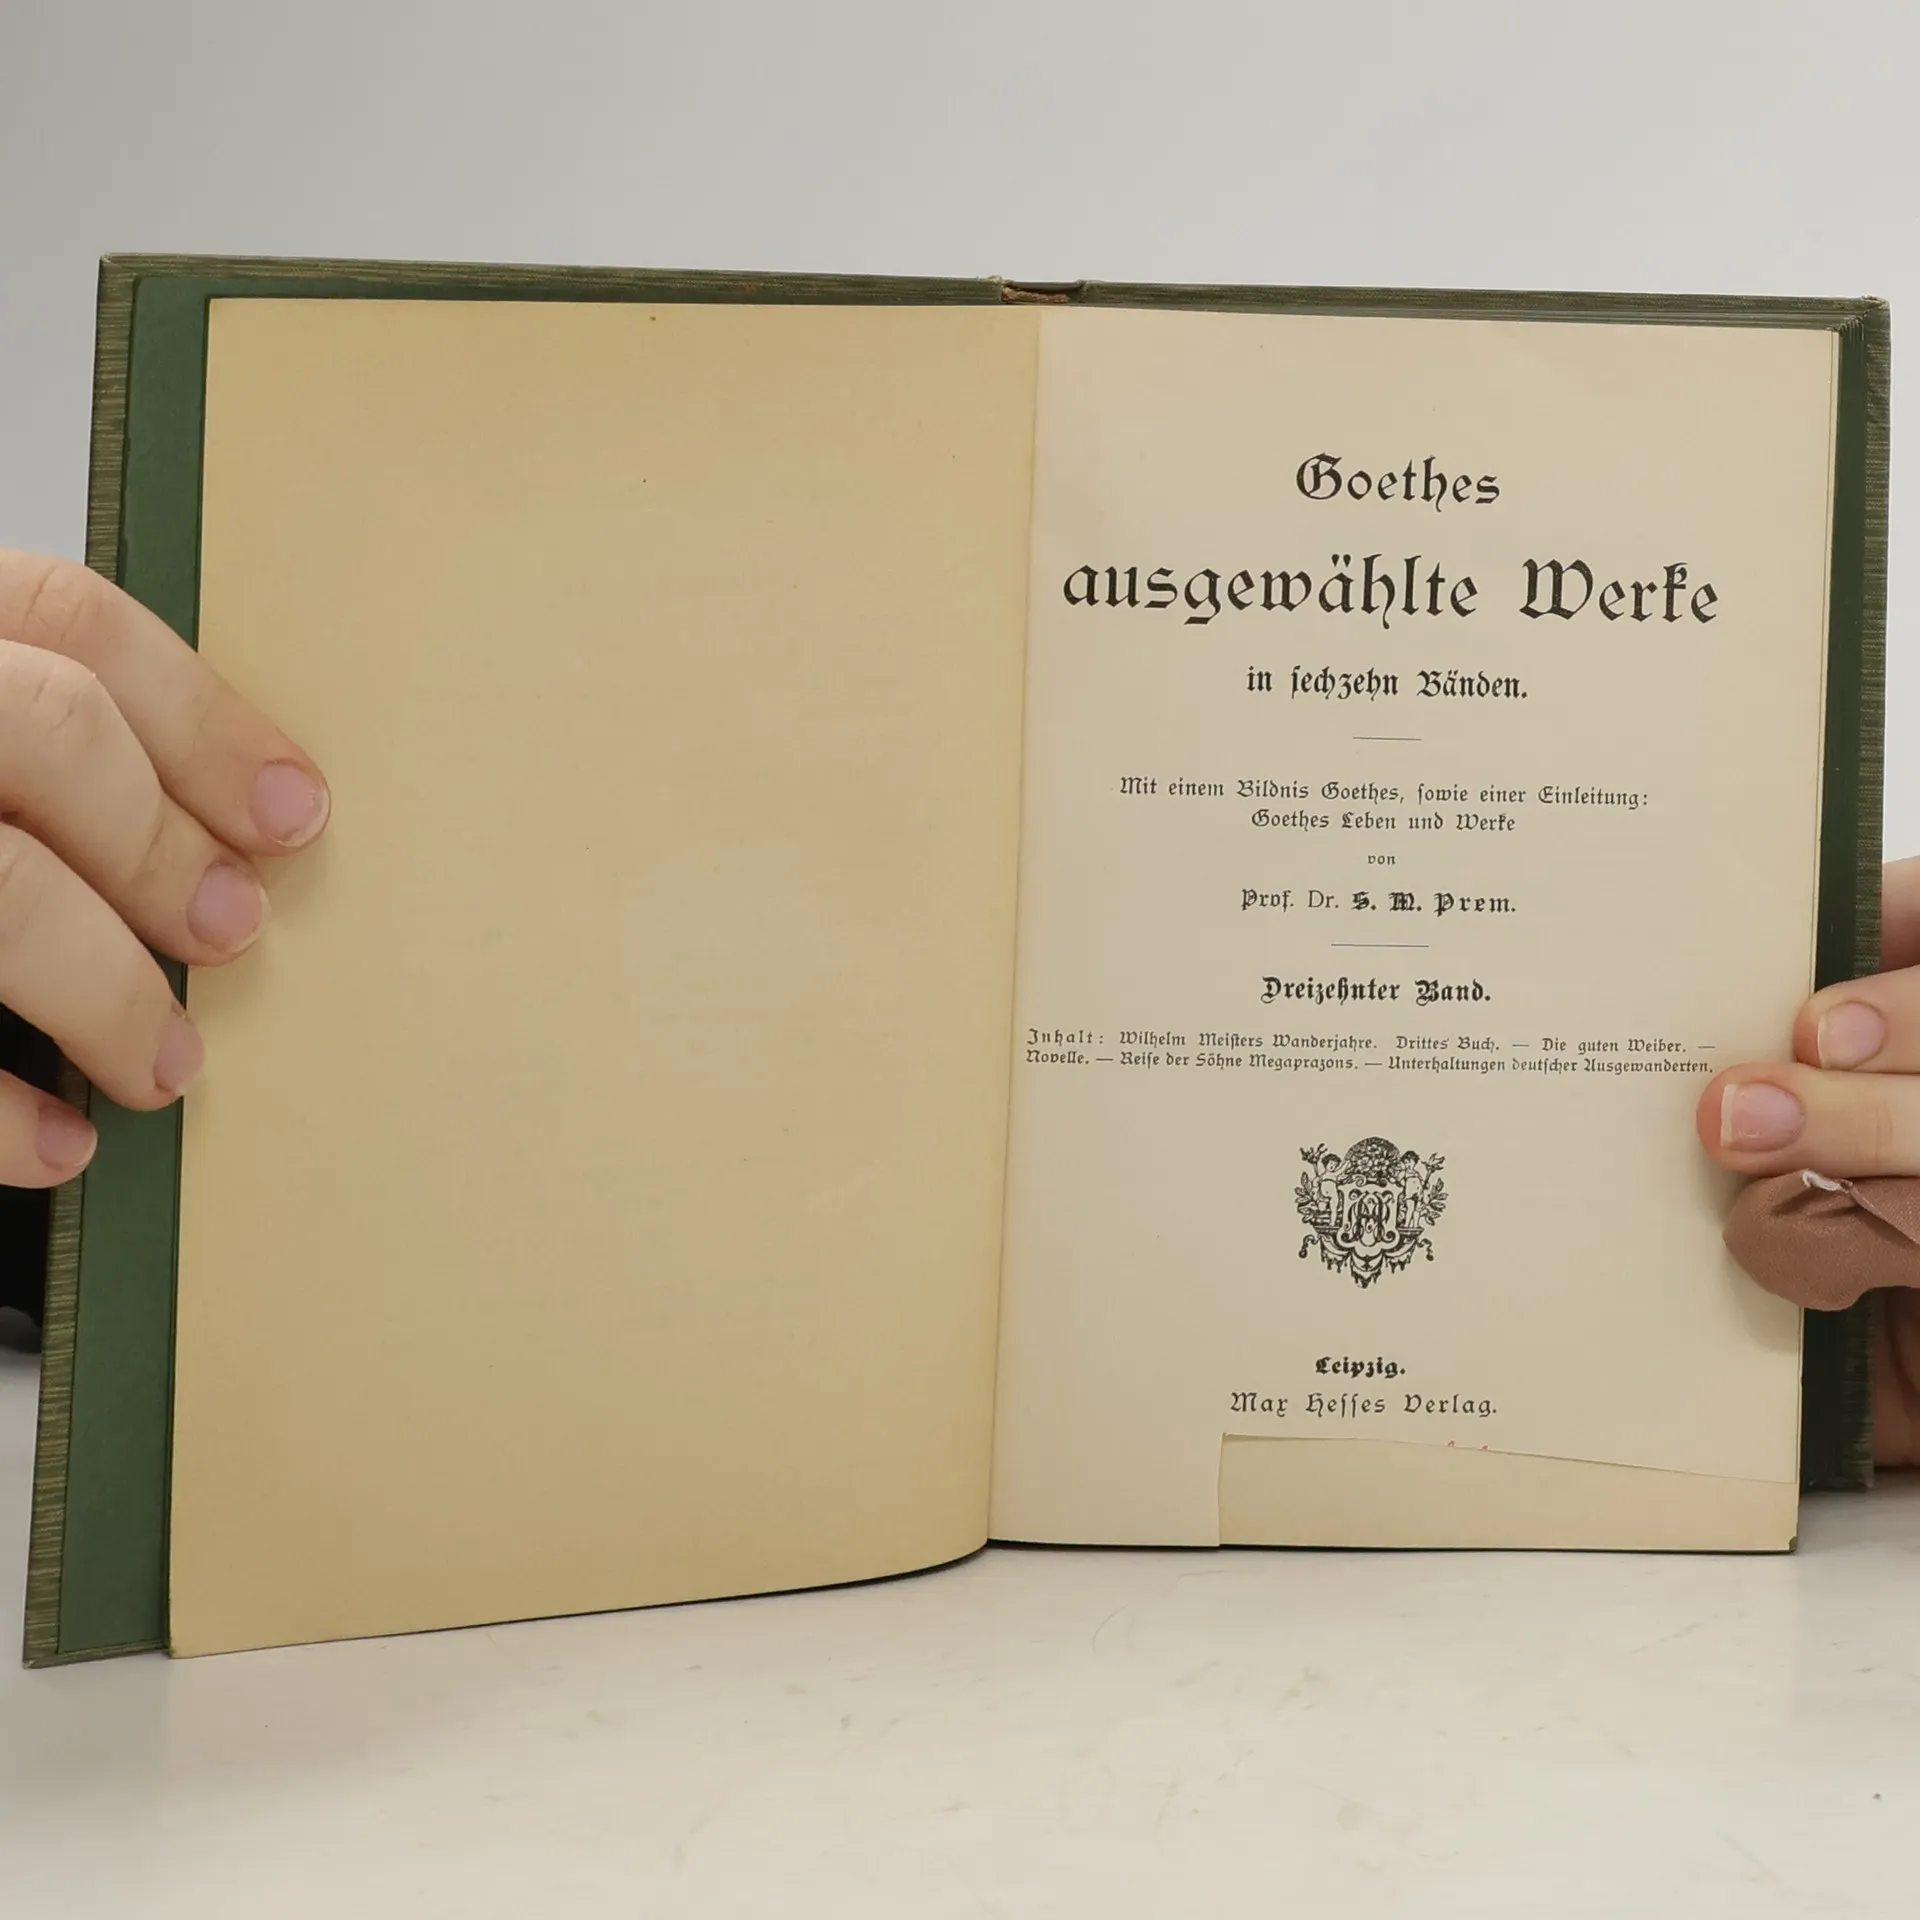 Goethes
ausgewählte Werke
in sechzehn Bänden.
Mit einem Bildnis Goethes, sowie einer Einleitung:
Goethes Leben und Werke
von
Prof. Dr. S. M. Prem.
Dreizehnter Band.
Inhalt: Wilhelm Meisters Wanderjahre. Drittes Buch. — Die guten Weiber. —
Novelle. — Reise der Söhne Megaprazons. — Unterhaltungen deutscher Ausgewanderten.
MH
Leipzig.
Max Hesses Verlag.